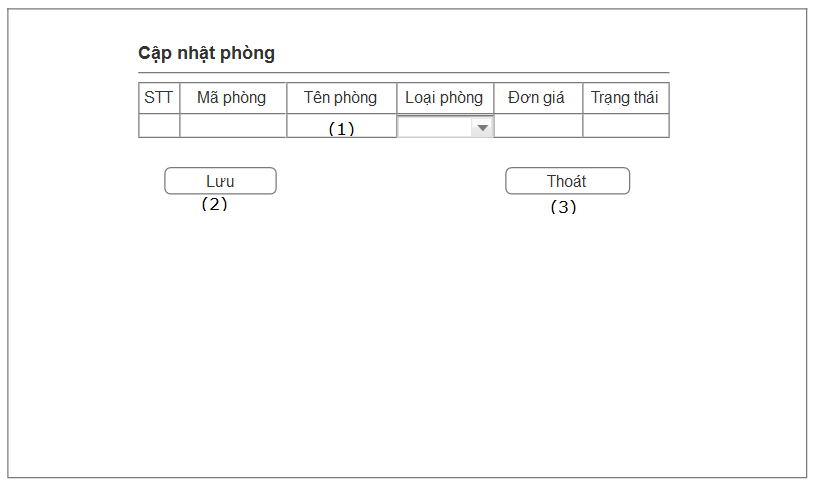 Cập nhật phòng
STT Mã phòng Tên phòng Loại phòng Đơn giá Trạng thái
(1)
Lưu Thoát
(2) (3)